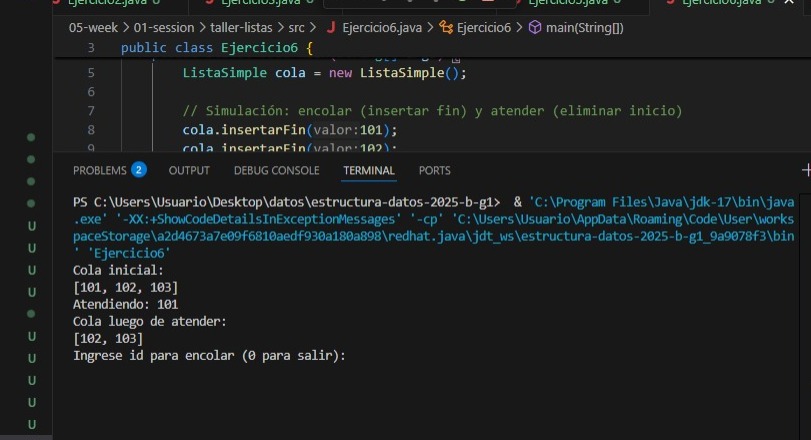 05-week > 01-session > taller-listas > src > J Ejercicio6.java > Ejercicio6 > main(String[])
3 public class Ejercicio6 {
5 ListaSimple cola = new ListaSimple();
6
7 // Simulación: encolar (insertar fin) y atender (eliminar inicio)
8 cola.insertarFin(valor:101);
9 cola.insertarFin(valor:102);
PROBLEMS 2 OUTPUT DEBUG CONSOLE TERMINAL PORTS
PS C:\Users\Usuario\Desktop\datos\estructura-datos-2025-b-g1>  & 'C:\Program Files\Java\jdk-17\bin\java
.exe' '-XX:+ShowCodeDetailsInExceptionMessages' '-cp' 'C:\Users\Usuario\AppData\Roaming\Code\User\works
paceStorage\a2d4673a7e09f6810aedf930a180a898\redhat.java\jdt_ws\estructura-datos-2025-b-g1_9a9078f3\bin
' 'Ejercicio6'
Cola inicial:
[101, 102, 103]
Atendiendo: 101
Cola luego de atender:
[102, 103]
Ingrese id para encolar (0 para salir):
U
U
U
U
U
U
U
U
U